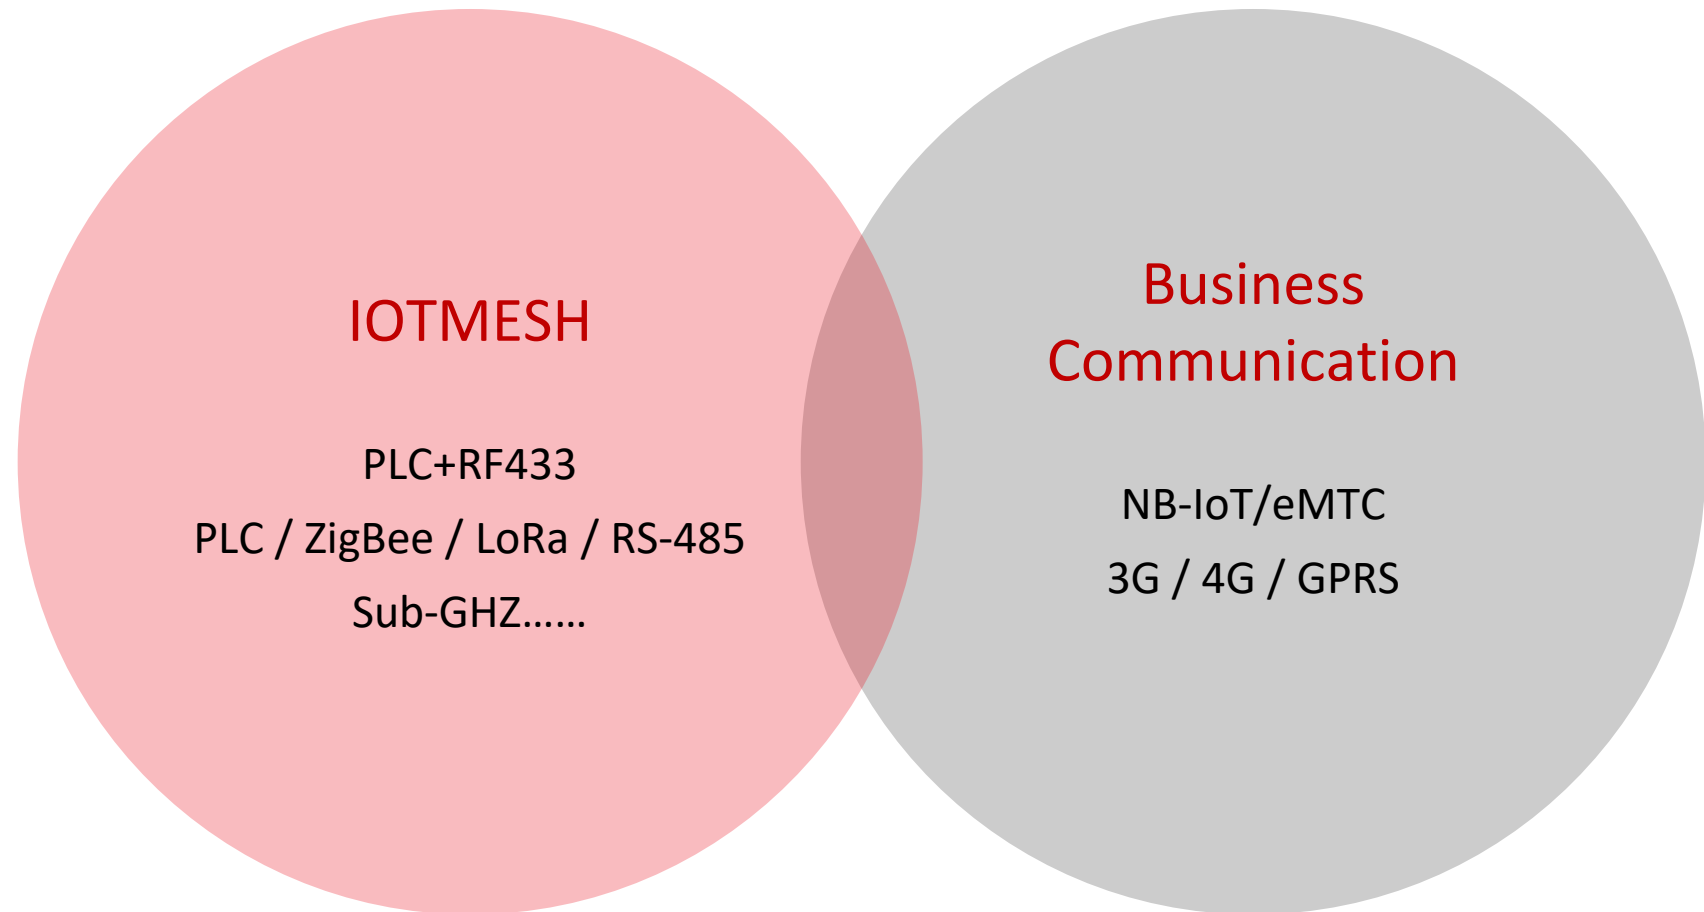 IOTMESH
PLC+RF433
PLC / ZigBee / LoRa / RS-485
Sub-GHZ......
Business
Communication
NB-IoT/eMTC
3G / 4G / GPRS